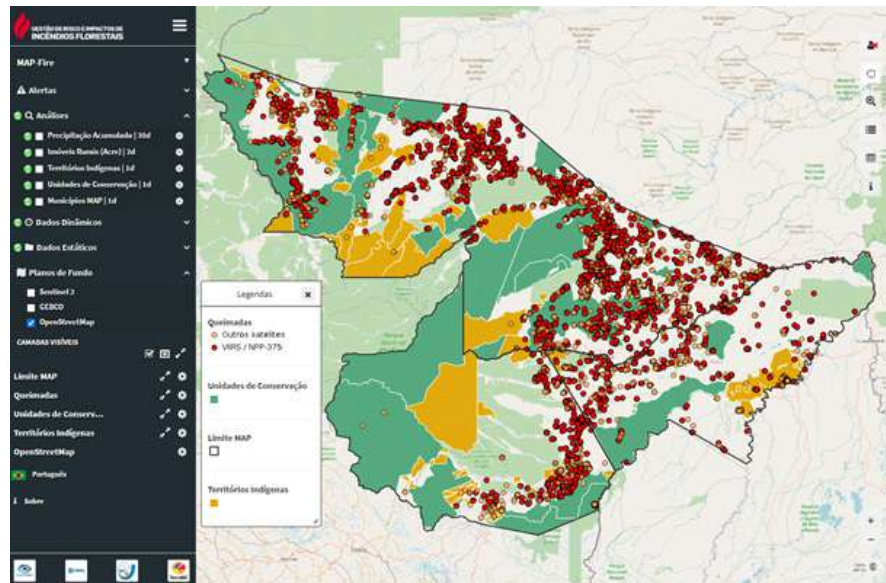 GESTÃO DE RISCO E IMPACTOS DE
INCÊNDIOS FLORESTAIS
MAP-Fire
Alertas
Análises
Precipitação Acumulada | 30d
Imóveis Rurais (Acre) | 3d
Territórios Indígenas | 1d
Unidades de Conservação | 1d
Municípios MAP | 1d
Dados Dinâmicos
Dados Estáticos
Planos de Fundo
Sentinel 2
GEBCO
OpenStreetMap
CAMADAS VISÍVEIS
Limite MAP
Queimadas
Unidades de Conserv...
Territórios Indígenas
OpenStreetMap
Português
Sobre
Legendas
Queimadas
Outros satélites
VIIRS / NPP-375
Unidades de Conservação
Limite MAP
Territórios Indígenas